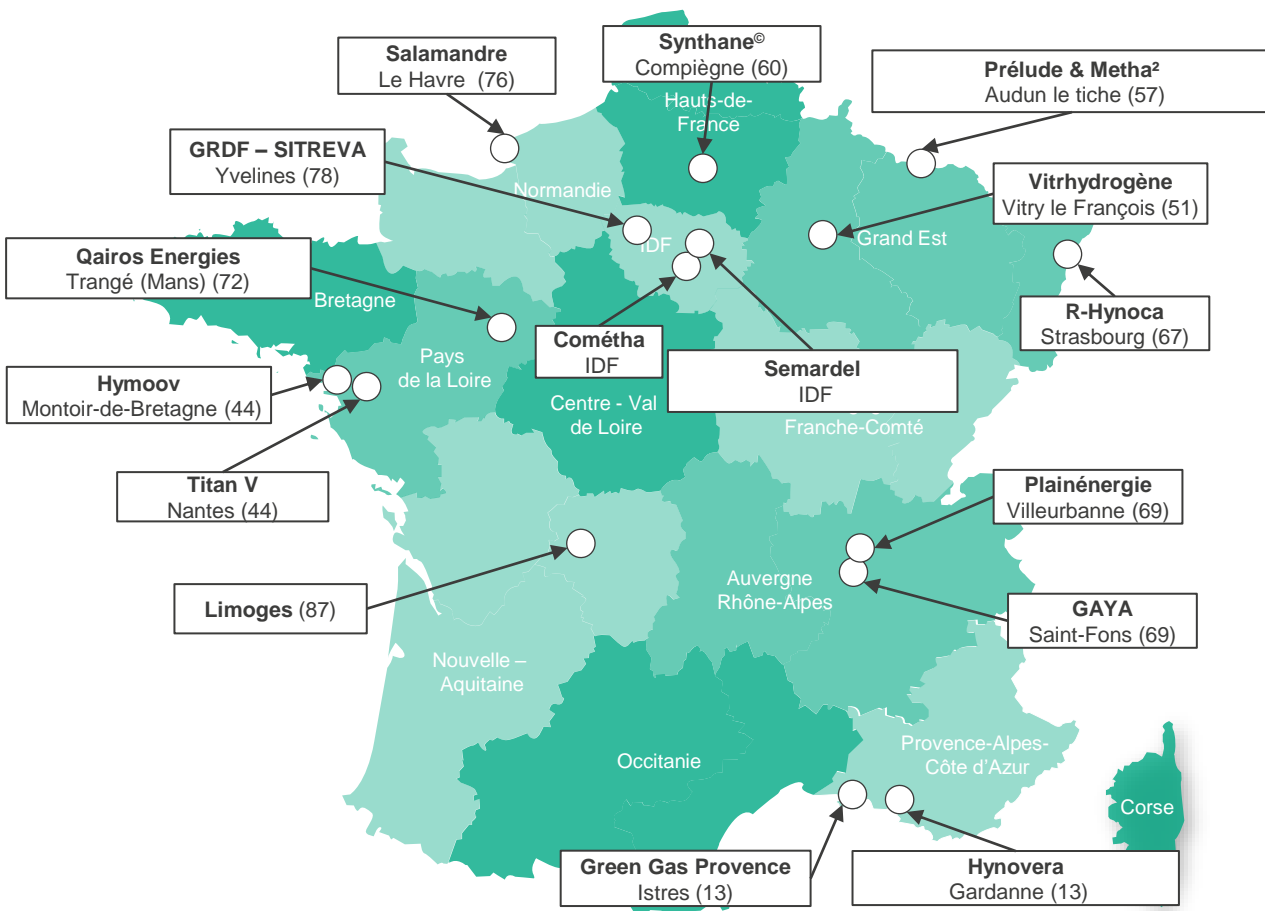 Salamandre
Le Havre (76)
Synthane©
Compiègne (60)
Prélude & Metha²
Audun le tiche (57)
Hauts-de-
France
GRDF – SITREVA
Yvelines (78)
Normandie
Vitrhydrogène
Vitry le François (51)
IDF
Grand Est
Qairos Energies
Trangé (Mans) (72)
Bretagne
R-Hynoca
Strasbourg (67)
Cométha
IDF
Semardel
IDF
Pays
de la Loire
Hymoov
Montoir-de-Bretagne (44)
Centre - Val
de Loire
Franche-Comté
Titan V
Nantes (44)
Plainénergie
Villeurbanne (69)
Limoges (87)
Auvergne
Rhône-Alpes
GAYA
Saint-Fons (69)
Nouvelle –
Aquitaine
Occitanie
Provence-Alpes-
Côte d'Azur
Corse
Green Gas Provence
Istres (13)
Hynovera
Gardanne (13)